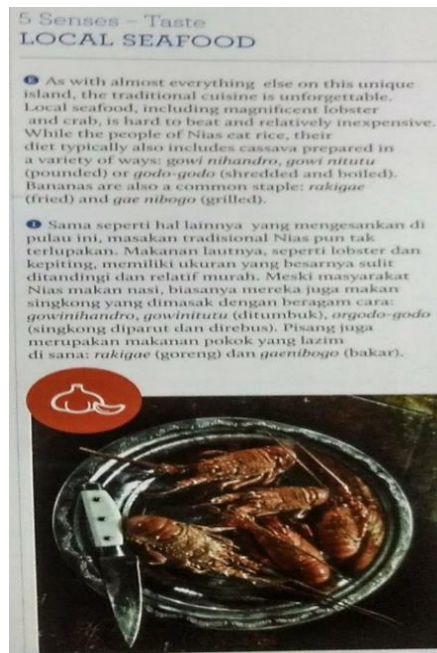 5 Senses – Taste
LOCAL SEAFOOD
E As with almost everything else on this unique
island, the traditional cuisine is unforgettable.
Local seafood, including magnificent lobster
and crab, is hard to beat and relatively inexpensive.
While the people of Nias eat rice, their
diet typically also includes cassava prepared in
a variety of ways: gowi nihandro, gowi nitutu
(pounded) or godo-godo (shredded and boiled).
Bananas are also a common staple: rakigae
(fried) and gae nibogo (grilled).
I Sama seperti hal lainnya yang mengesankan di
pulau ini, masakan tradisional Nias pun tak
terlupakan. Makanan lautnya, seperti lobster dan
kepiting, memiliki ukuran yang besarnya sulit
ditandingi dan relatif murah. Meski masyarakat
Nias makan nasi, biasanya mereka juga makan
singkong yang dimasak dengan beragam cara:
gowinihandro, gowinitutu (ditumbuk), orgodo-godo
(singkong diparut dan direbus). Pisang juga
merupakan makanan pokok yang lazim
di sana: rakigae (goreng) dan gaenibogo (bakar).